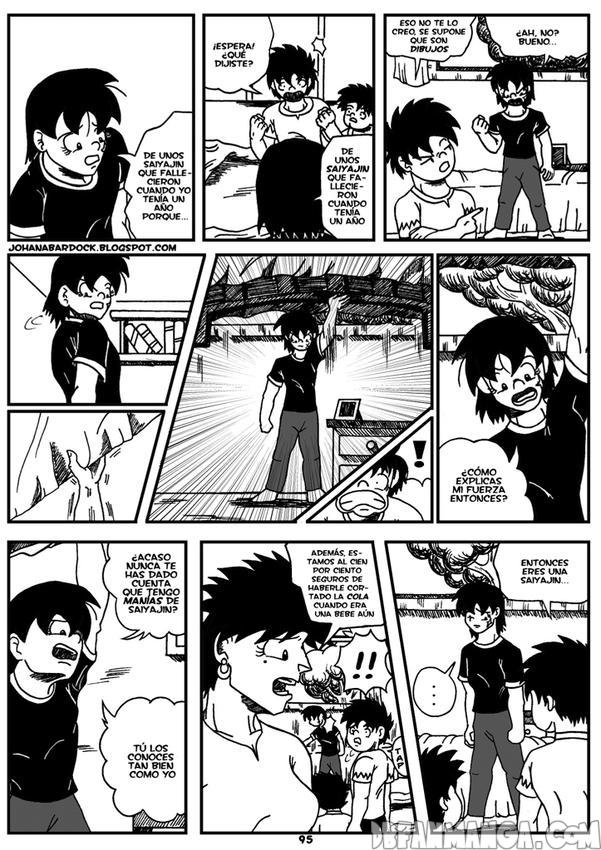 DE UNOS
SAIYAJIN
QUE FALLE-
CIERON
CUANDO YO
TENÍA UN
AÑO
PORQUE...
¡ESPERA!
¿QUÉ
DIJISTE?
DE
UNOS
SAIYAJIN
QUE FA-
LLECIE-
RON
CUANDO
TENÍA
UN AÑO
ESO NO TE LO
CREO, SE SUPONE
QUE SON
DIBUJOS
¿AH, NO?
BUENO...
JOHANABARDOCK.BLOGSPOT.COM
!
¿CÓMO
EXPLICAS
MI FUERZA
ENTONCES?
¿ACASO
NUNCA TE
HAS DADO
CUENTA
QUE TENGO
MANÍAS DE
SAIYAJIN?
TÚ LOS
CONOCES
TAN BIEN
COMO YO
ADEMÁS, ES-
TAMOS AL CIEN
POR CIENTO
SEGUROS DE
HABERLE COR-
TADO LA COLA
CUANDO ERA
UNA BEBE AÚN
!!
TAP
TAP
ENTONCES
ERES UNA
SAIYAJIN...
...
95
DBFANMANGA.COM